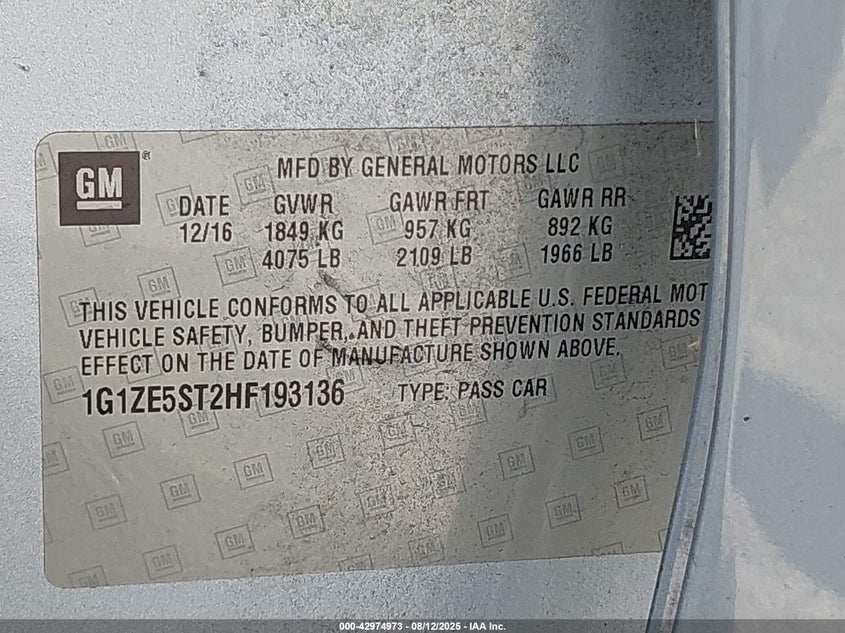 GM
MFD BY GENERAL MOTORS LLC
DATE GVWR GAWR FRT GAWR RR
12/16 1849 KG 957 KG 892 KG
4075 LB 2109 LB 1966 LB
THIS VEHICLE CONFORMS TO ALL APPLICABLE U.S. FEDERAL MOT
VEHICLE SAFETY, BUMPER, AND THEFT PREVENTION STANDARDS
EFFECT ON THE DATE OF MANUFACTURE SHOWN ABOVE.
1G1ZE5ST2HF193136 TYPE: PASS CAR
000-42974973 - 08/12/2025 - IAA Inc.